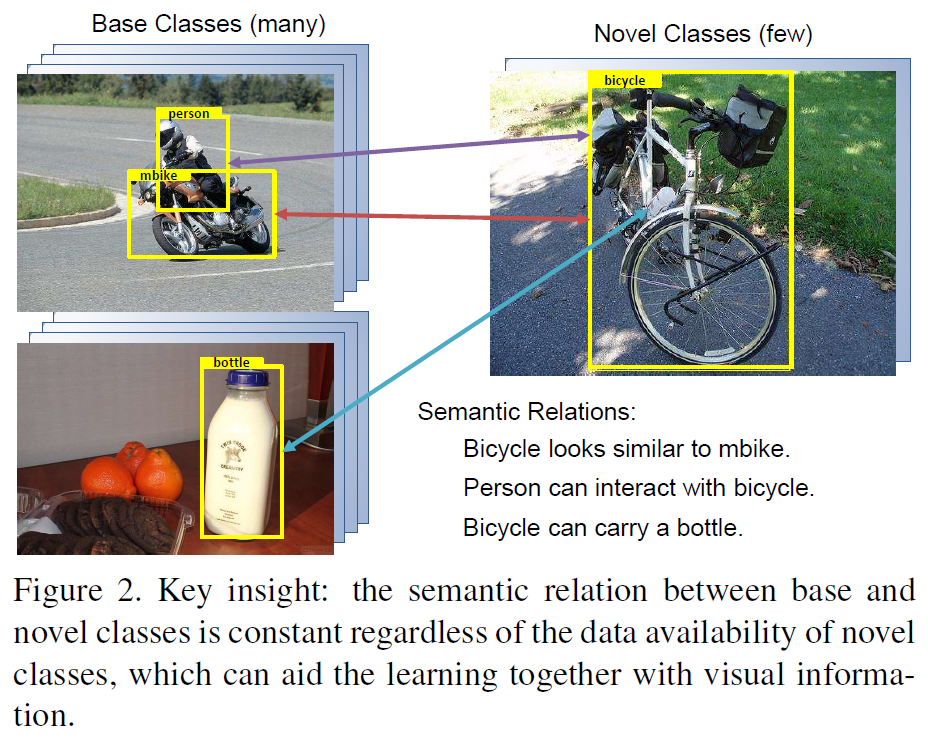 Base Classes (many)
Novel Classes (few)
person
mbike
bicycle
bottle
Semantic Relations:
Bicycle looks similar to mbike.
Person can interact with bicycle.
Bicycle can carry a bottle.
Figure 2. Key insight: the semantic relation between base and
novel classes is constant regardless of the data availability of novel
classes, which can aid the learning together with visual informa-
tion.